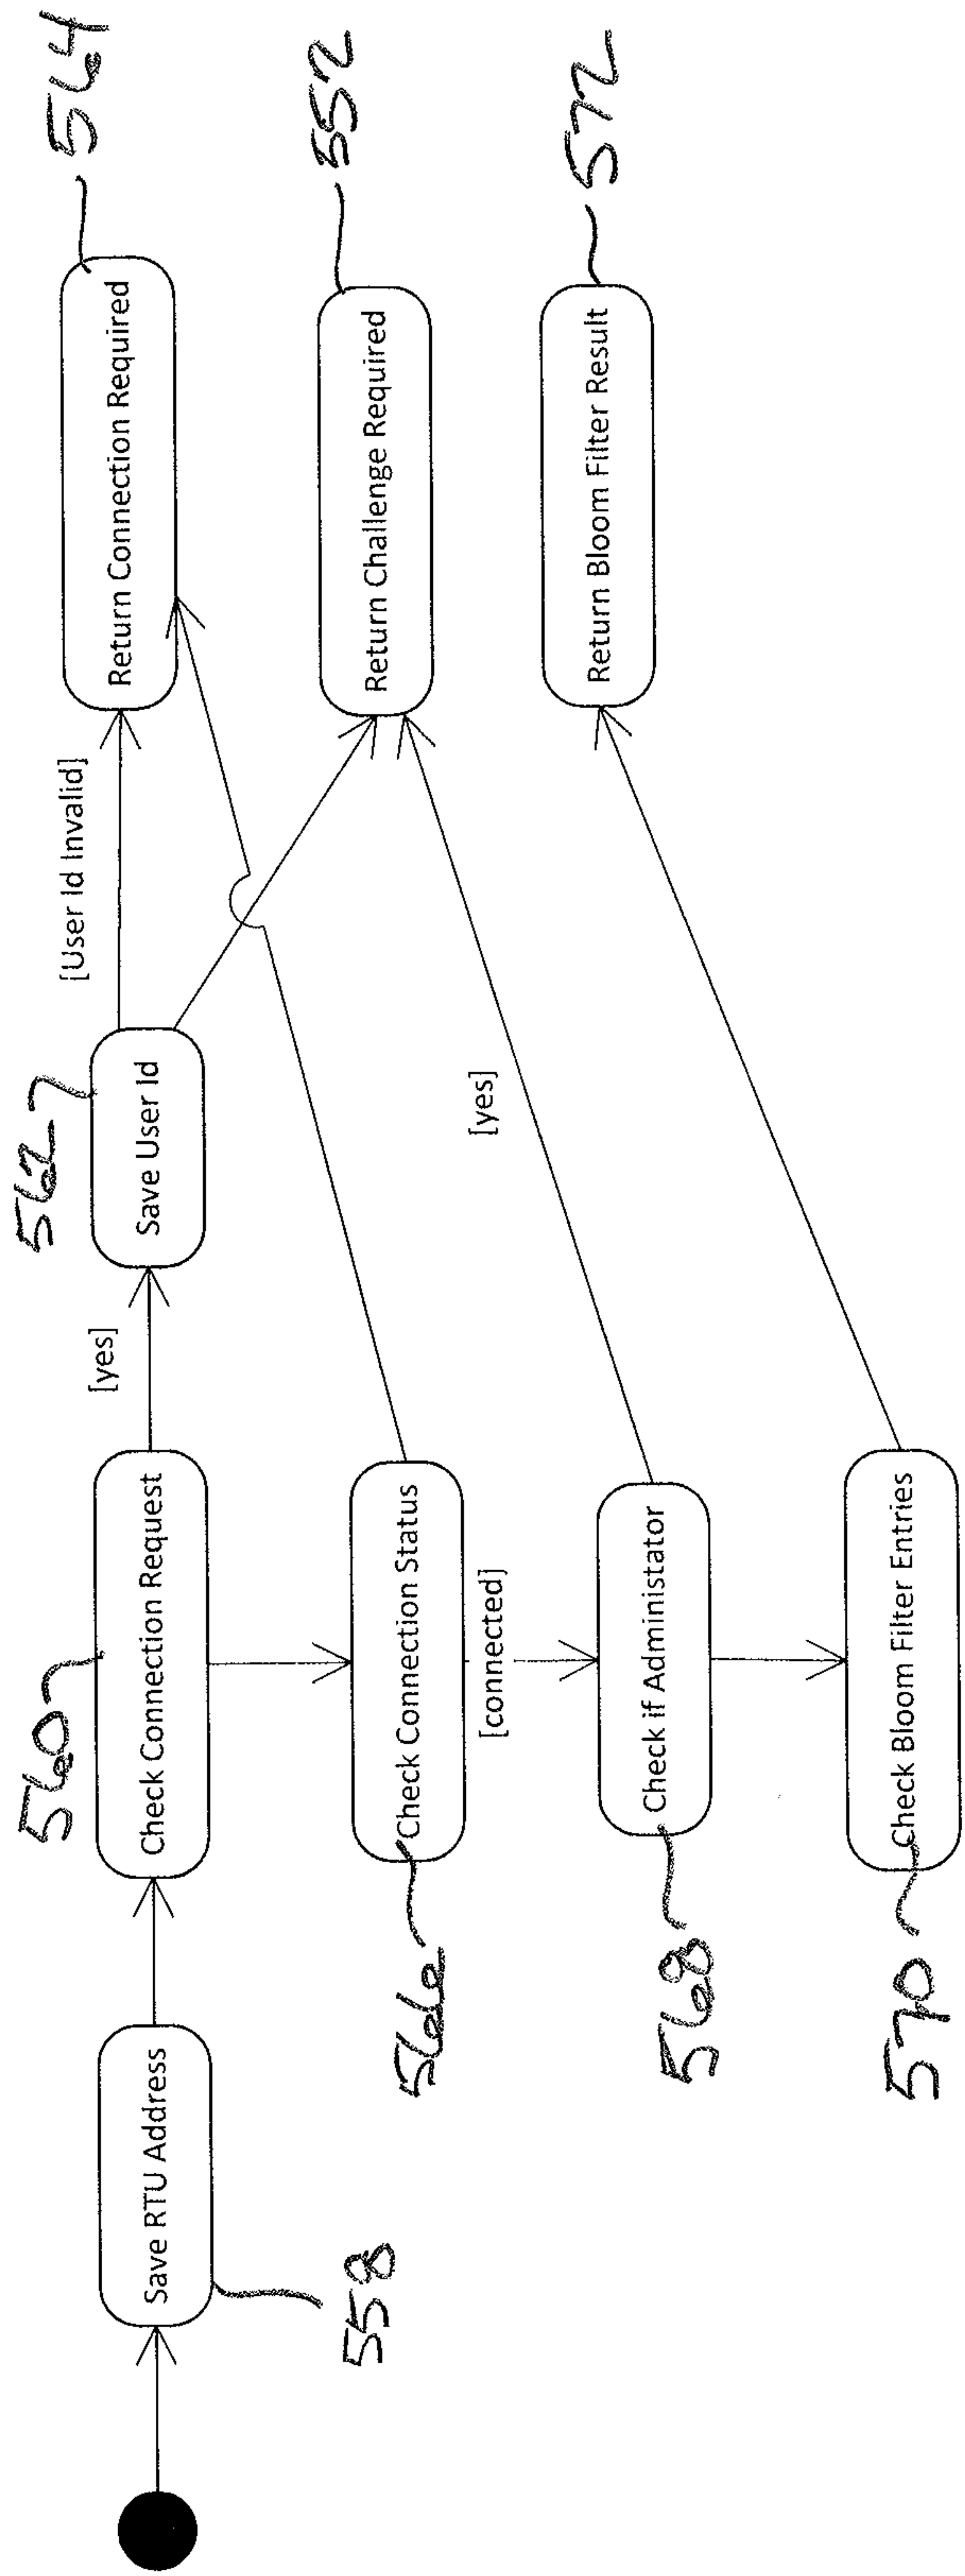 564
[User Id Invalid]
Return Connection Required
562
[yes]
Save User Id
552
560
Check Connection Request
Return Challenge Required
Save RTU Address
558
[yes]
572
Check Connection Status
566
[connected]
Return Bloom Filter Result
Check if Administator
568
Check Bloom Filter Entries
570